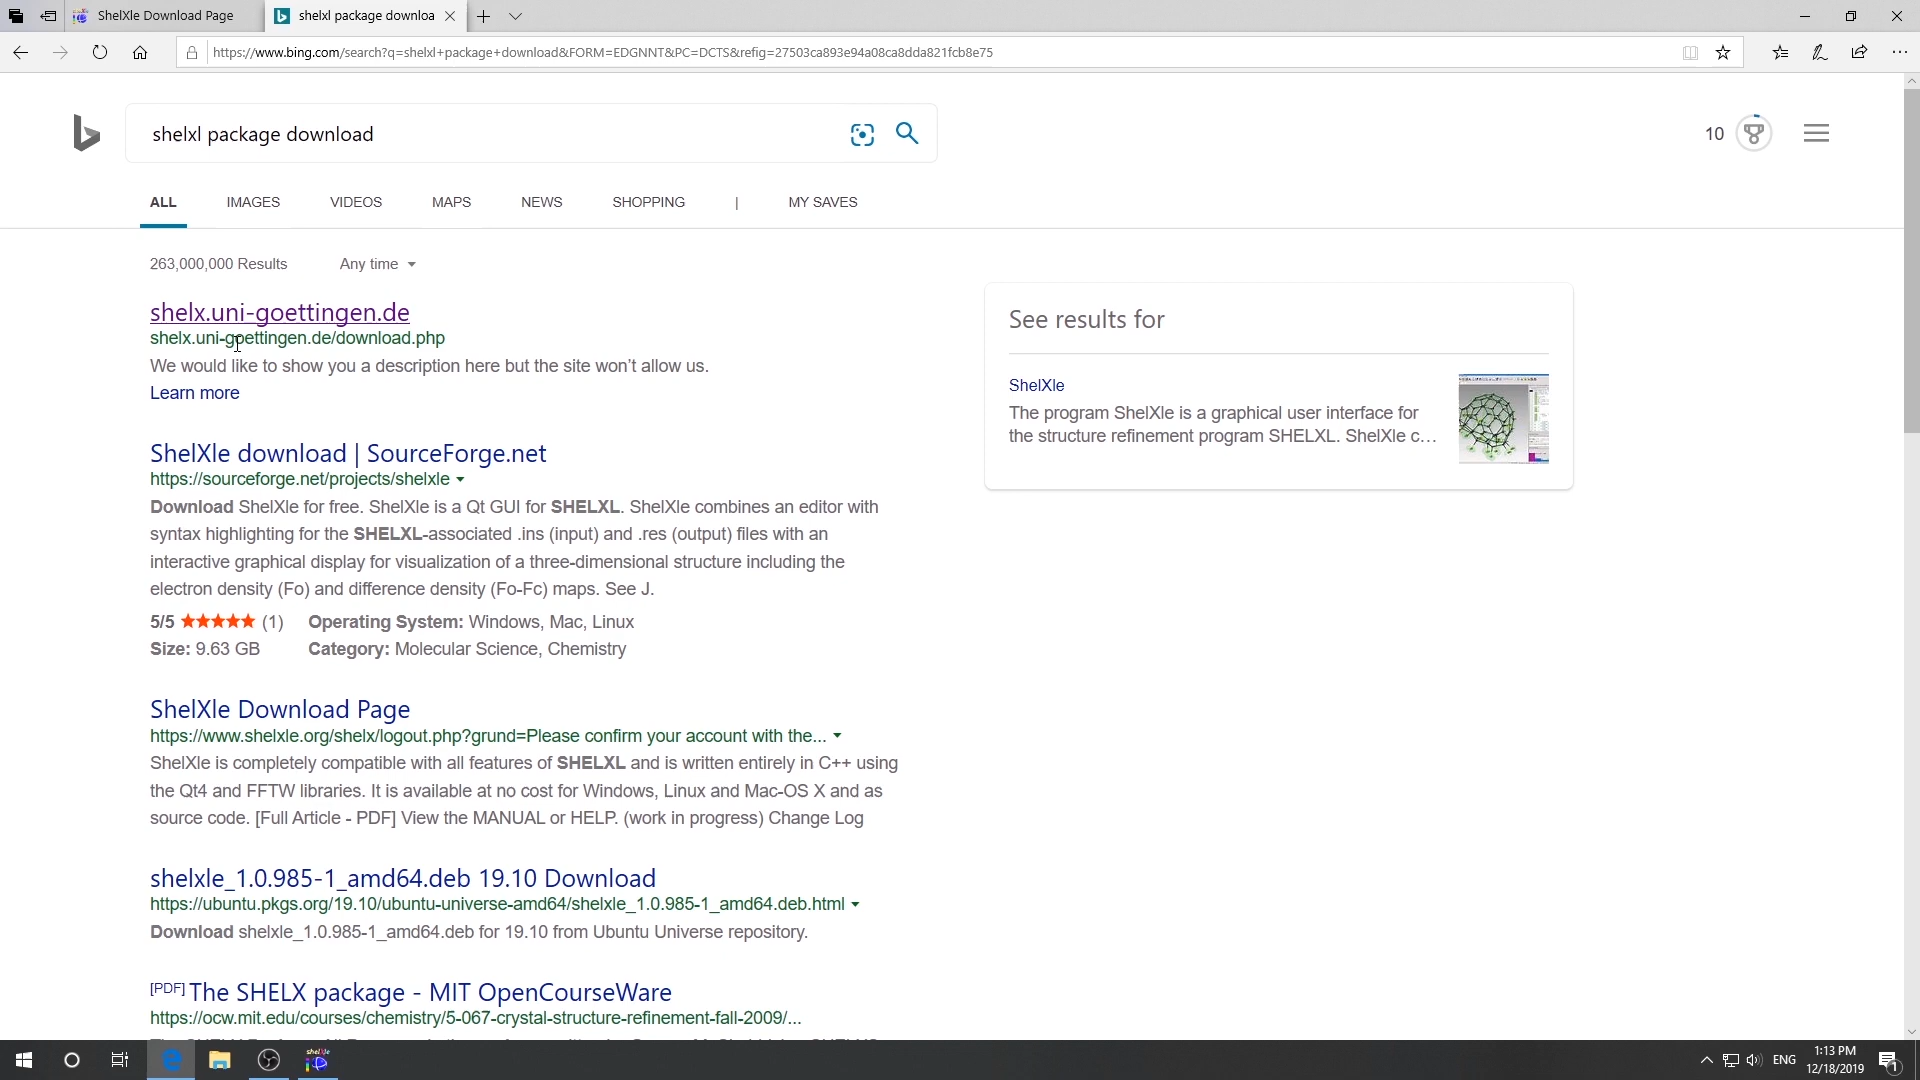 ShelXle Download Page
shelxl package downloa
https://www.bing.com/search?q=shelxl+package+download&FORM=EDGNNT&PC=DCTS&refig=27503ca893e94a08ca8dda821fcb8e75
shelxl package download
10
ALL IMAGES VIDEOS MAPS NEWS SHOPPING | MY SAVES
263,000,000 Results Any time
shelx.uni-goettingen.de
shelx.uni-goettingen.de/download.php
We would like to show you a description here but the site won’t allow us.
Learn more
ShelXle download | SourceForge.net
https://sourceforge.net/projects/shelxle
Download ShelXle for free. ShelXle is a Qt GUI for SHELXL. ShelXle combines an editor with
syntax highlighting for the SHELXL-associated .ins (input) and .res (output) files with an
interactive graphical display for visualization of a three-dimensional structure including the
electron density (Fo) and difference density (Fo-Fc) maps. See J.
5/5 ★★★★★ (1) Operating System: Windows, Mac, Linux
Size: 9.63 GB Category: Molecular Science, Chemistry
ShelXle Download Page
https://www.shelxle.org/shelx/logout.php?grund=Please confirm your account with the...
ShelXle is completely compatible with all features of SHELXL and is written entirely in C++ using
the Qt4 and FFTW libraries. It is available at no cost for Windows, Linux and Mac-OS X and as
source code. [Full Article - PDF] View the MANUAL or HELP. (work in progress) Change Log
shelxle_1.0.985-1_amd64.deb 19.10 Download
https://ubuntu.pkgs.org/19.10/ubuntu-universe-amd64/shelxle_1.0.985-1_amd64.deb.html
Download shelxle_1.0.985-1_amd64.deb for 19.10 from Ubuntu Universe repository.
[PDF] The SHELX package - MIT OpenCourseWare
https://ocw.mit.edu/courses/chemistry/5-067-crystal-structure-refinement-fall-2009/...
See results for
ShelXle
The program ShelXle is a graphical user interface for
the structure refinement program SHELXL. ShelXle c...
shelXle
ENG
1:13 PM
12/18/2019
1